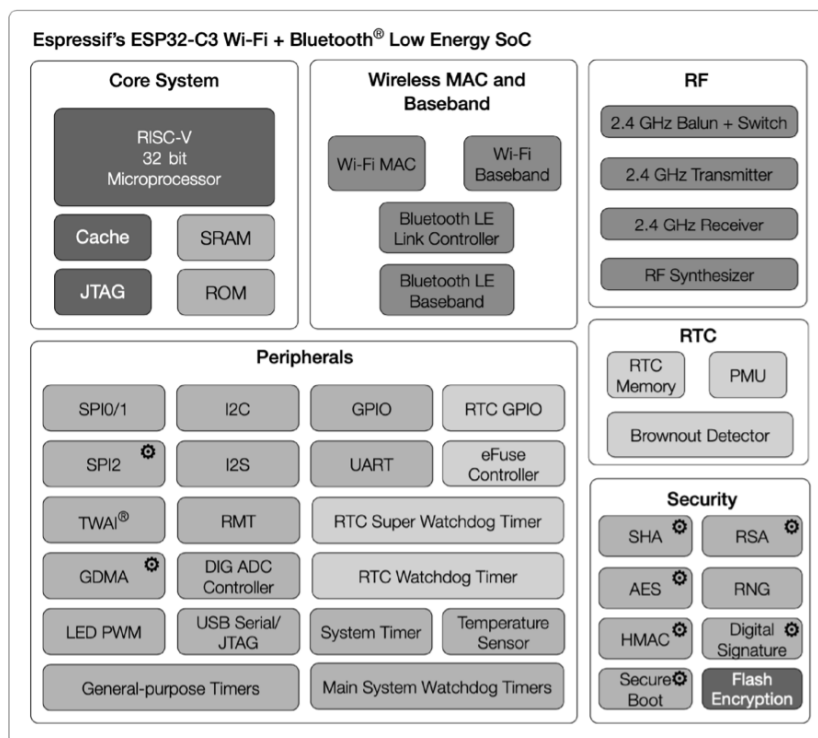 Espressif's ESP32-C3 Wi-Fi + Bluetooth® Low Energy SoC
Core System
RISC-V
32 bit
Microprocessor
Cache
SRAM
JTAG
ROM
Wireless MAC and
Baseband
Wi-Fi MAC
Wi-Fi
Baseband
Bluetooth LE
Link Controller
Bluetooth LE
Baseband
RF
2.4 GHz Balun + Switch
2.4 GHz Transmitter
2.4 GHz Receiver
RF Synthesizer
Peripherals
SPI0/1
I2C
GPIO
RTC GPIO
SPI2
I2S
UART
eFuse
Controller
TWAI®
RMT
RTC Super Watchdog Timer
GDMA
DIG ADC
Controller
RTC Watchdog Timer
LED PWM
USB Serial/
JTAG
System Timer
Temperature
Sensor
General-purpose Timers
Main System Watchdog Timers
RTC
RTC
Memory
PMU
Brownout Detector
Security
SHA
RSA
AES
RNG
HMAC
Digital
Signature
Secure
Boot
Flash
Encryption